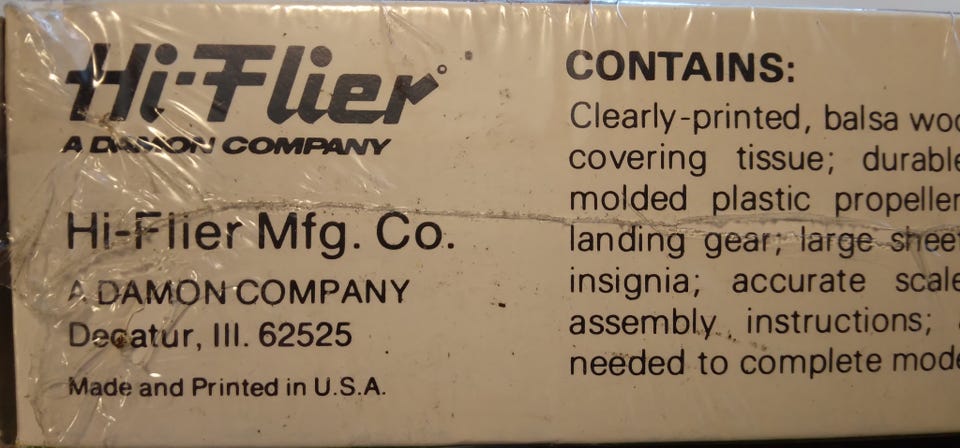 Hi-Flier®
A DAMON COMPANY
Hi-Flier Mfg. Co.
A DAMON COMPANY
Decatur, Ill. 62525
Made and Printed in U.S.A.
CONTAINS:
Clearly-printed, balsa
covering tissue; durable
molded plastic propeller
landing gear; large sheet
insignia; accurate scale
assembly instructions;
needed to complete